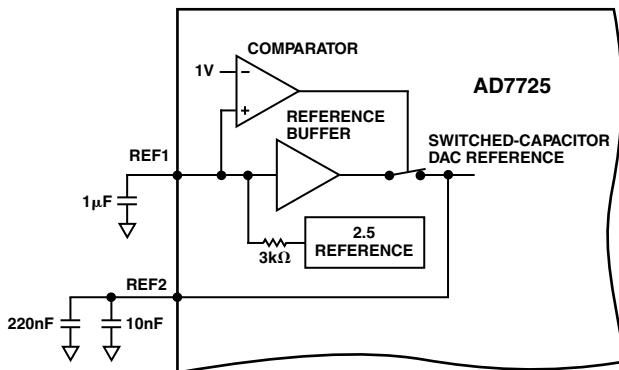 COMPARATOR
1V
−
+
AD7725
REFERENCE
BUFFER
SWITCHED-CAPACITOR
DAC REFERENCE
REF1
1μF
2.5
REFERENCE
3kΩ
REF2
220nF
10nF